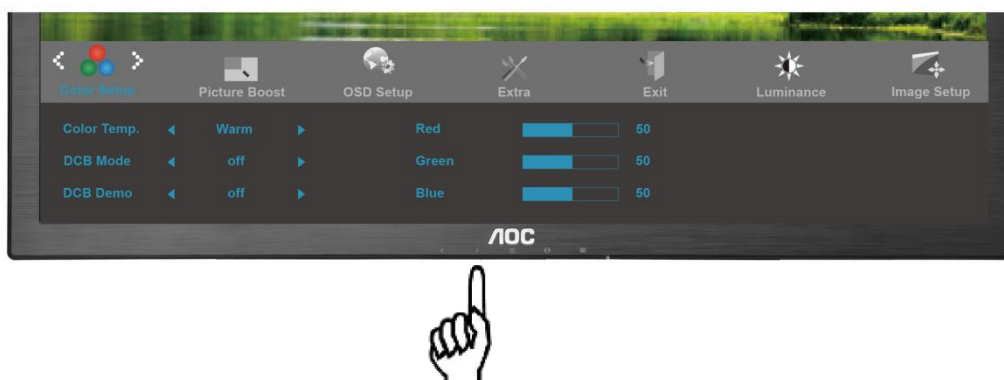 Color Setup
Picture Boost
OSD Setup
Extra
Exit
Luminance
Image Setup
Color Temp. Warm Red 50
DCB Mode off Green 50
DCB Demo off Blue 50
AOC